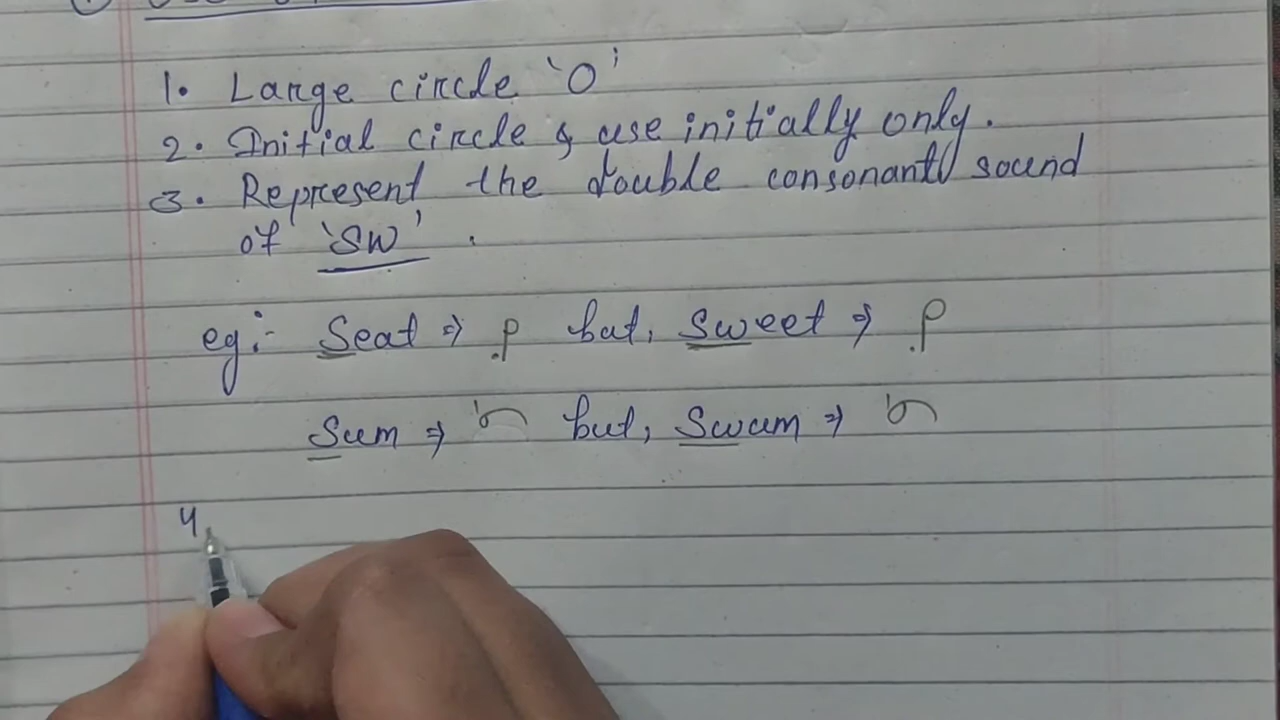 1. Large circle 'O'
2. Initial circle & use initially only.
3. Represent the double consonant sound
of 'SW'.
eg:- Seat ⇒ but, Sweet ⇒
Sum ⇒ but, Swum ⇒
4